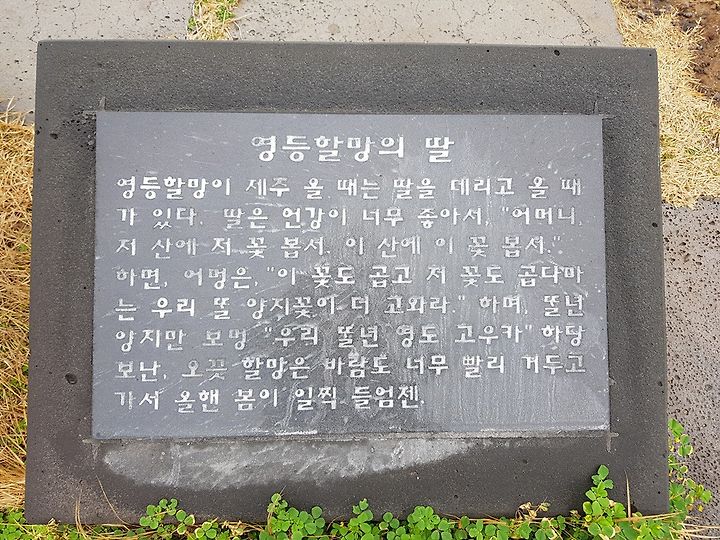 영등할망의 딸
영등할망이 제주 올 때는 딸을 데리고 올 때
가 있다. 딸은 언강이 너무 좋아서, "어머니,
저 산에 저 꽃 봅서. 이 산에 이 꽃 봅서."
하면, 어멍은, "이 꽃도 곱고 저 꽃도 곱다마
는 우리 똘 양지꽃이 더 고와라." 하며, 똘년
양지만 보멍 "우리 똘년 영도 고우카" 하당
보난, 오끗 할망은 바람도 너무 빨리 거두고
가서 올핸 봄이 일찍 들엄젠.